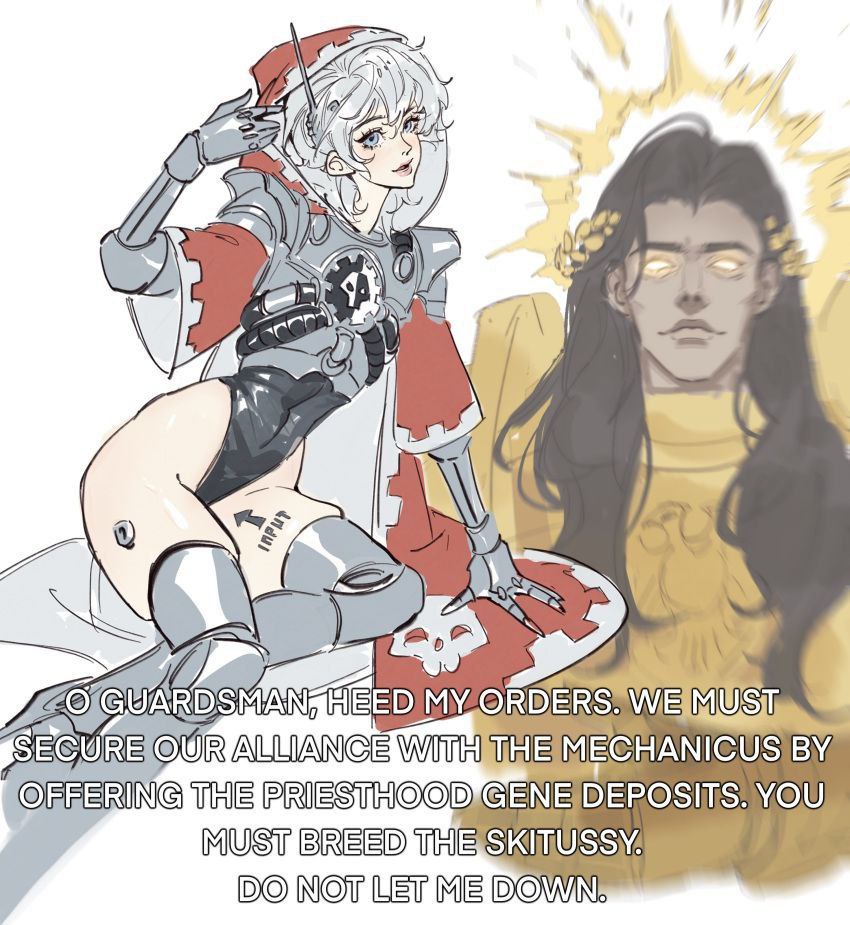 INPUT
O GUARDSMAN, HEED MY ORDERS. WE MUST
SECURE OUR ALLIANCE WITH THE MECHANICUS BY
OFFERING THE PRIESTHOOD GENE DEPOSITS. YOU
MUST BREED THE SKITUSSY.
DO NOT LET ME DOWN.